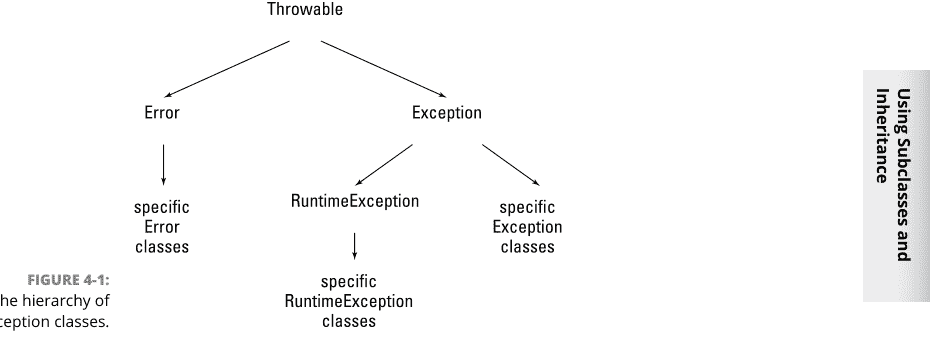 Throwable
Error
Exception
specific
Error
classes
RuntimeException
specific
Exception
classes
specific
RuntimeException
classes
FIGURE 4-1:
he hierarchy of
ception classes.
Using Subclasses and
Inheritance